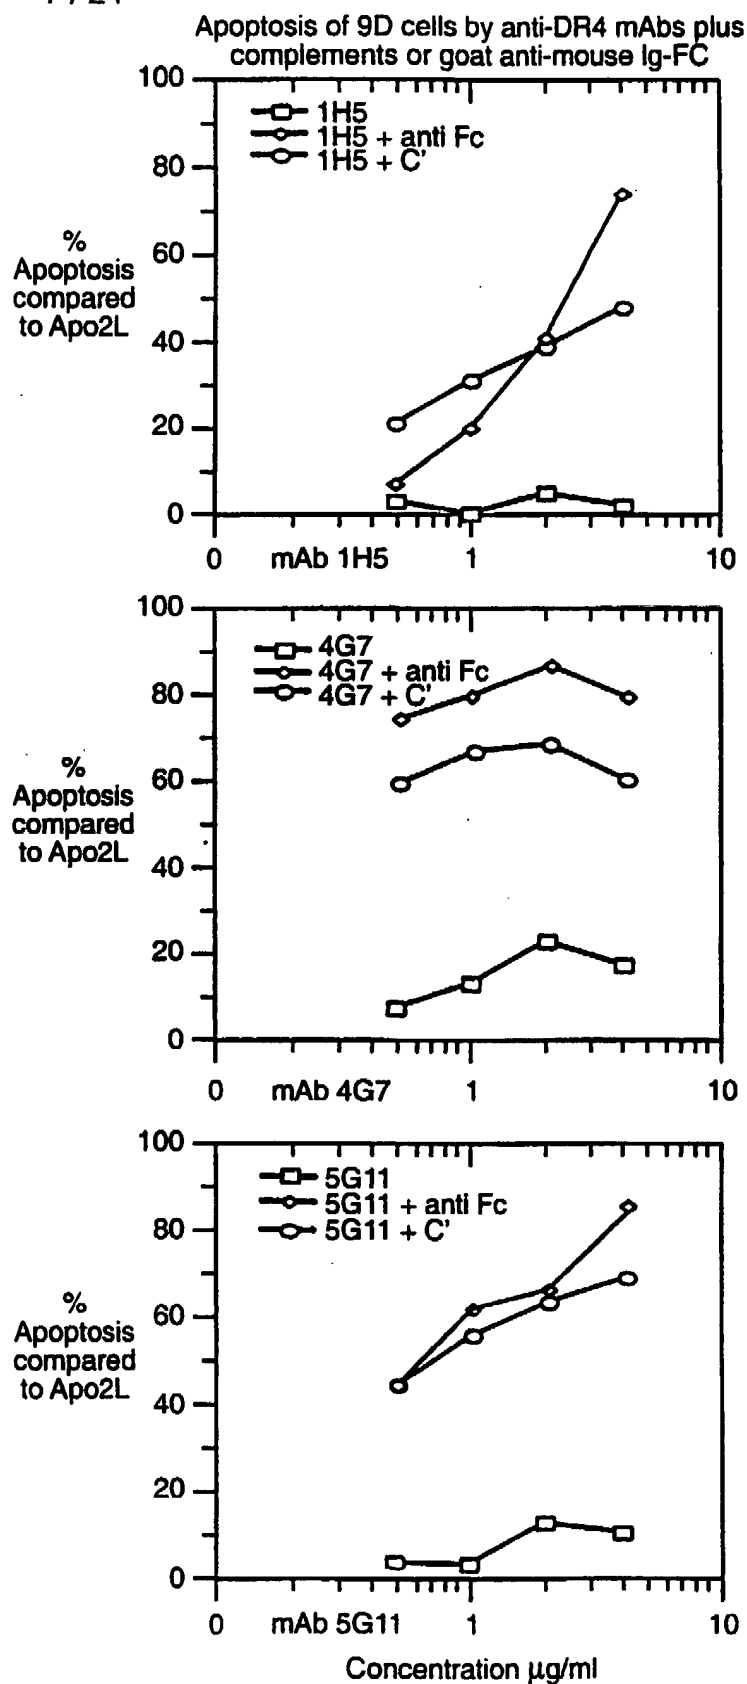 Apoptosis of 9D cells by anti-DR4 mAbs plus
complements or goat anti-mouse Ig-FC
100
80
60
40
20
0
%
Apoptosis
compared
to Apo2L
1H5
1H5 + anti Fc
1H5 + C'
0 mAb 1H5 1 10
100
80
60
40
20
0
%
Apoptosis
compared
to Apo2L
4G7
4G7 + anti Fc
4G7 + C'
0 mAb 4G7 1 10
100
80
60
40
20
0
%
Apoptosis
compared
to Apo2L
5G11
5G11 + anti Fc
5G11 + C'
0 mAb 5G11 1 10
Concentration µg/ml